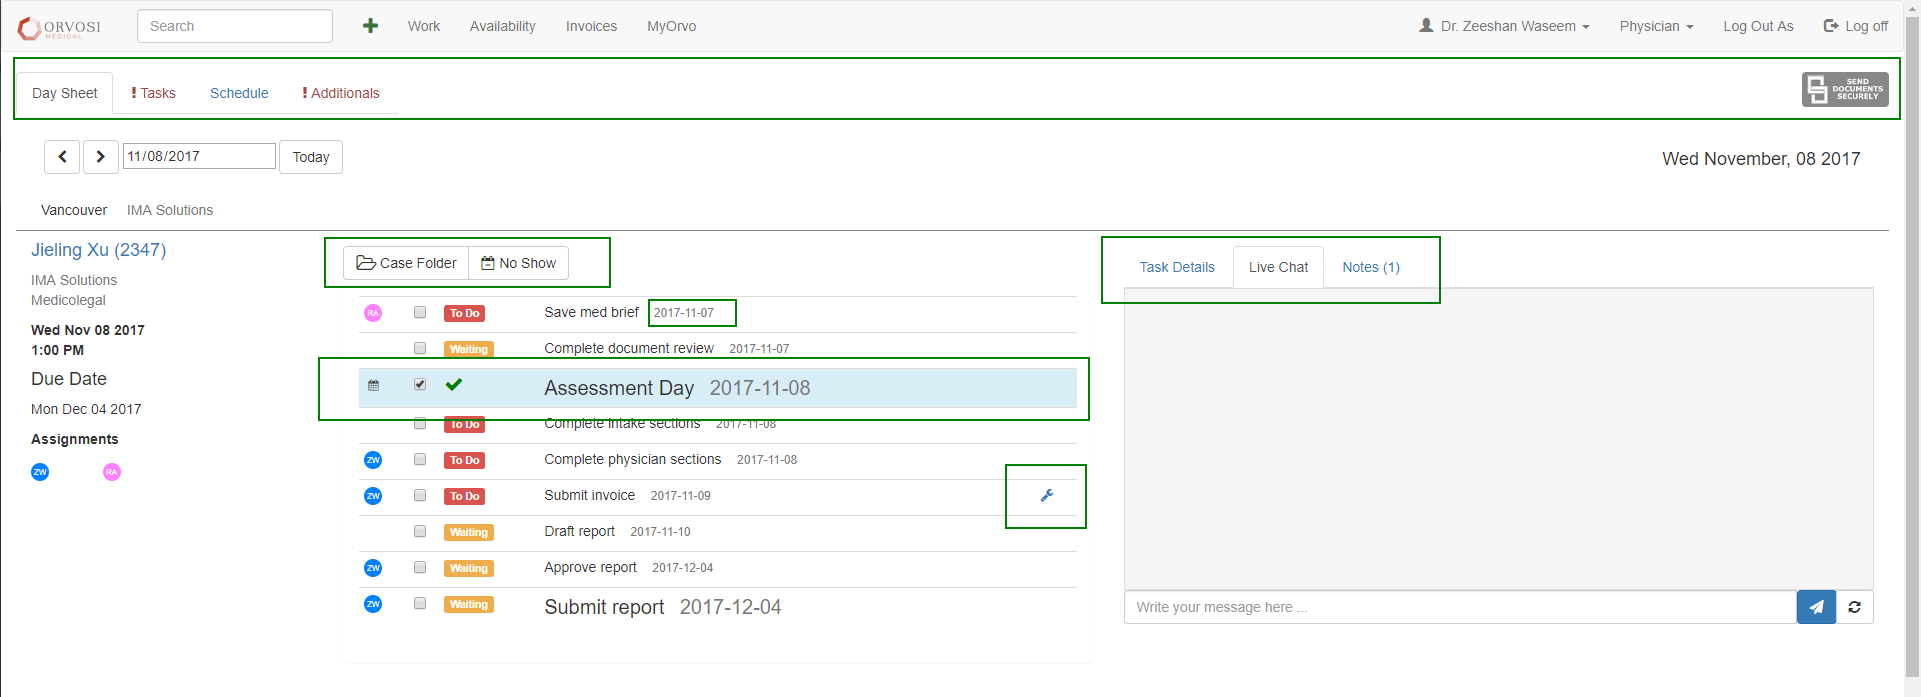 ORVOSI
MEDICAL
Search
Work
Availability
Invoices
MyOrvo
Dr. Zeeshan Waseem
Physician
Log Out As
Log off
Day Sheet
! Tasks
Schedule
! Additionals
SEND
DOCUMENTS
SECURELY
11/08/2017
Today
Wed November, 08 2017
Vancouver
IMA Solutions
Jieling Xu (2347)
IMA Solutions
Medicolegal
Wed Nov 08 2017
1:00 PM
Due Date
Mon Dec 04 2017
Assignments
ZW
RA
Case Folder
No Show
RA To Do Save med brief 2017-11-07
Waiting Complete document review 2017-11-07
Assessment Day 2017-11-08
To Do Complete intake sections 2017-11-08
ZW To Do Complete physician sections 2017-11-08
ZW To Do Submit invoice 2017-11-09
Waiting Draft report 2017-11-10
ZW Waiting Approve report 2017-12-04
ZW Waiting Submit report 2017-12-04
Task Details
Live Chat
Notes (1)
Write your message here ...